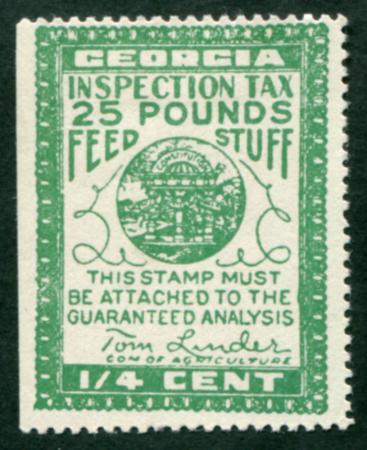 GEORGIA
INSPECTION TAX
25 POUNDS
FEED STUFF
CONSTITUTION
THIS STAMP MUST
BE ATTACHED TO THE
GUARANTEED ANALYSIS
Tom Linder
COM OF AGRICULTURE
1/4 CENT